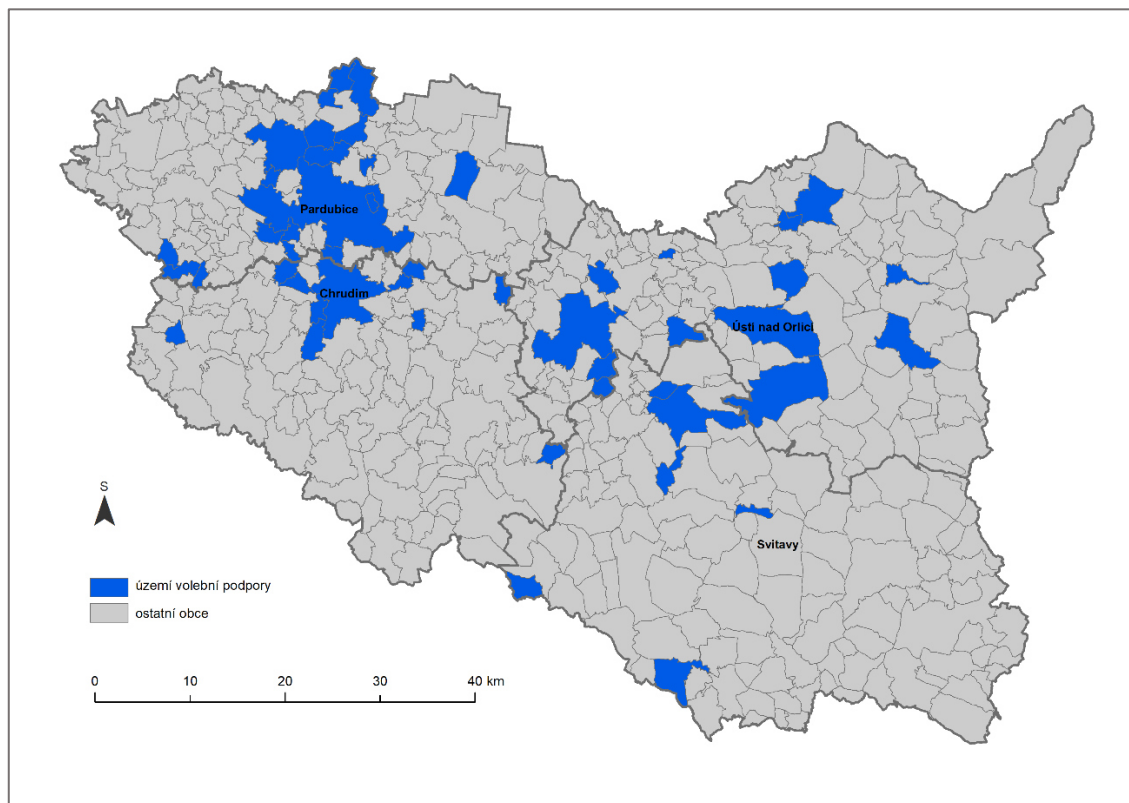 Pardubice
Chrudim
Ústí nad Orlicí
Svitavy
S
území volební podpory
ostatní obce
0 10 20 30 40 km